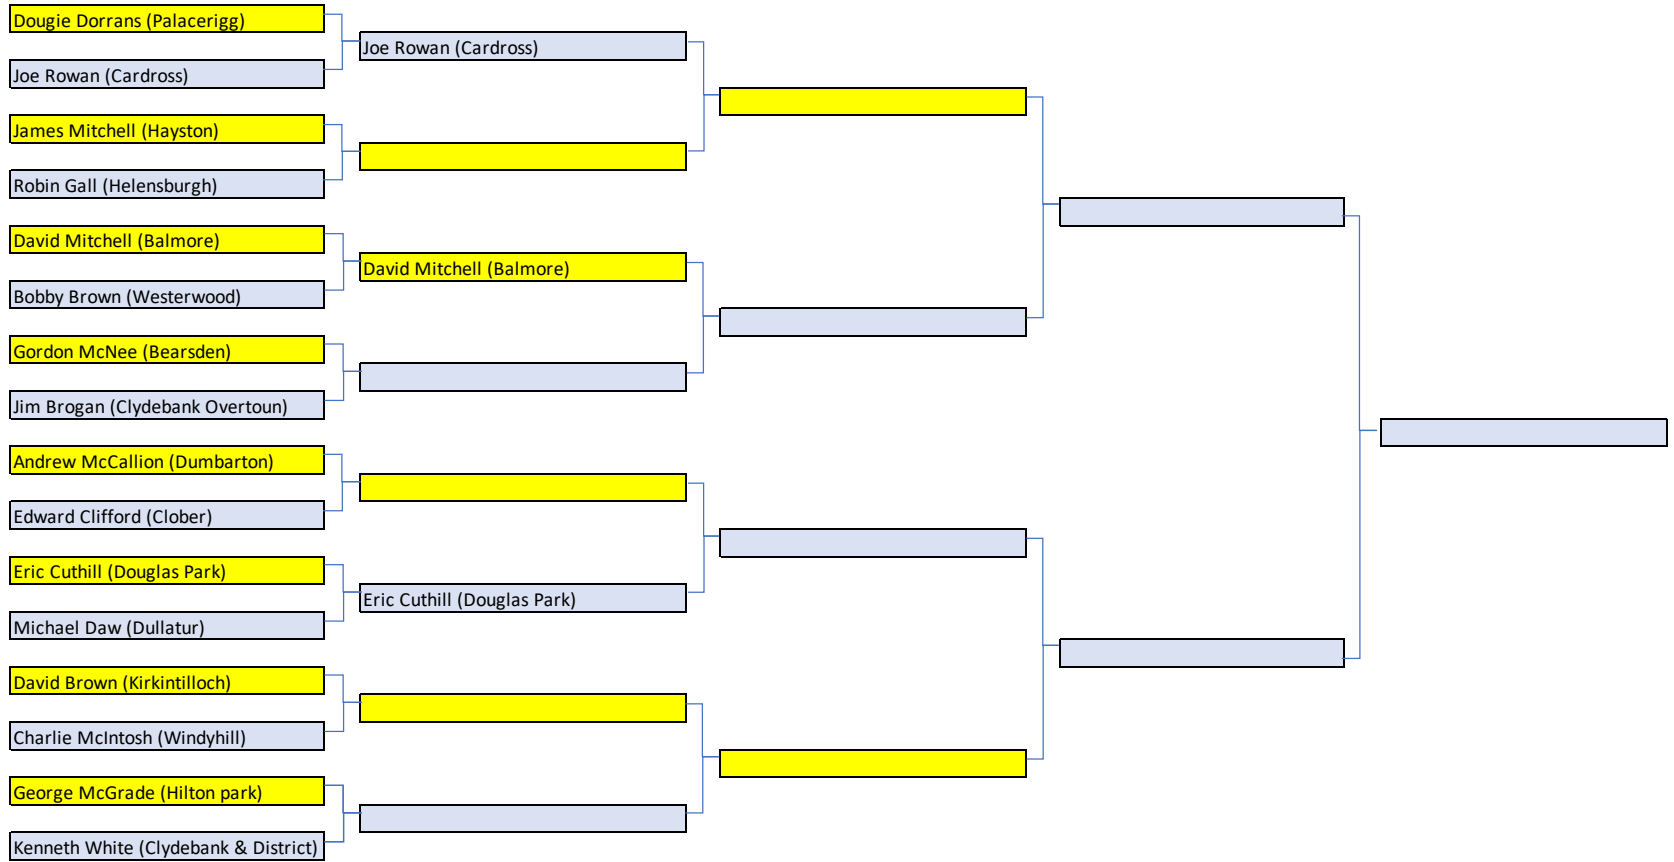 Dougie Dorrans (Palacerigg)
Joe Rowan (Cardross)
James Mitchell (Hayston)
Robin Gall (Helensburgh)
David Mitchell (Balmore)
Bobby Brown (Westerwood)
Gordon McNee (Bearsden)
Jim Brogan (Clydebank Overtoun)
Andrew McCallion (Dumbarton)
Edward Clifford (Clober)
Eric Cuthill (Douglas Park)
Michael Daw (Dullatur)
David Brown (Kirkintilloch)
Charlie McIntosh (Windyhill)
George McGrade (Hilton park)
Kenneth White (Clydebank & District)
Joe Rowan (Cardross)
David Mitchell (Balmore)
Eric Cuthill (Douglas Park)